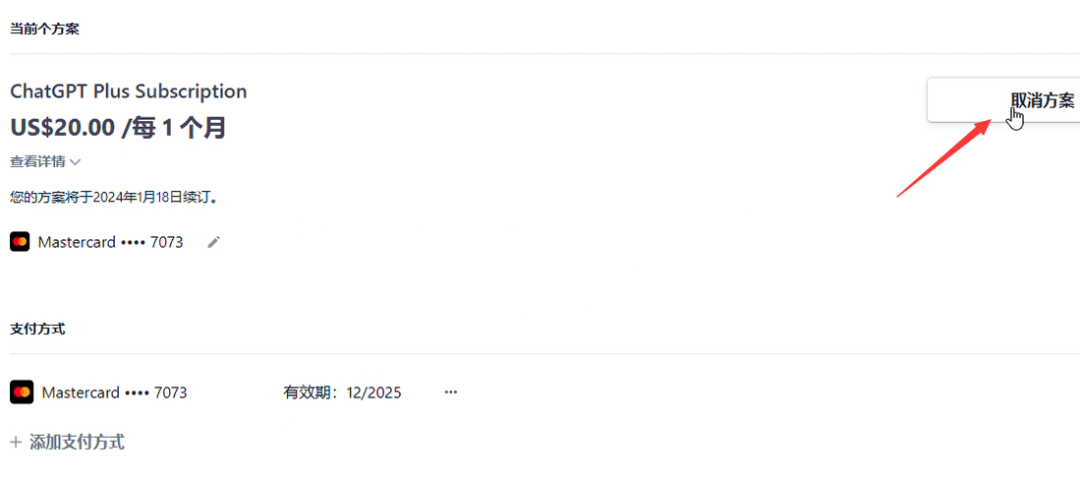 当前个方案
ChatGPT Plus Subscription
取消方案
US$20.00 /每 1 个月
查看详情
您的方案将于2024年1月18日续订。
Mastercard •••• 7073
支付方式
Mastercard •••• 7073 有效期：12/2025 ···
+ 添加支付方式